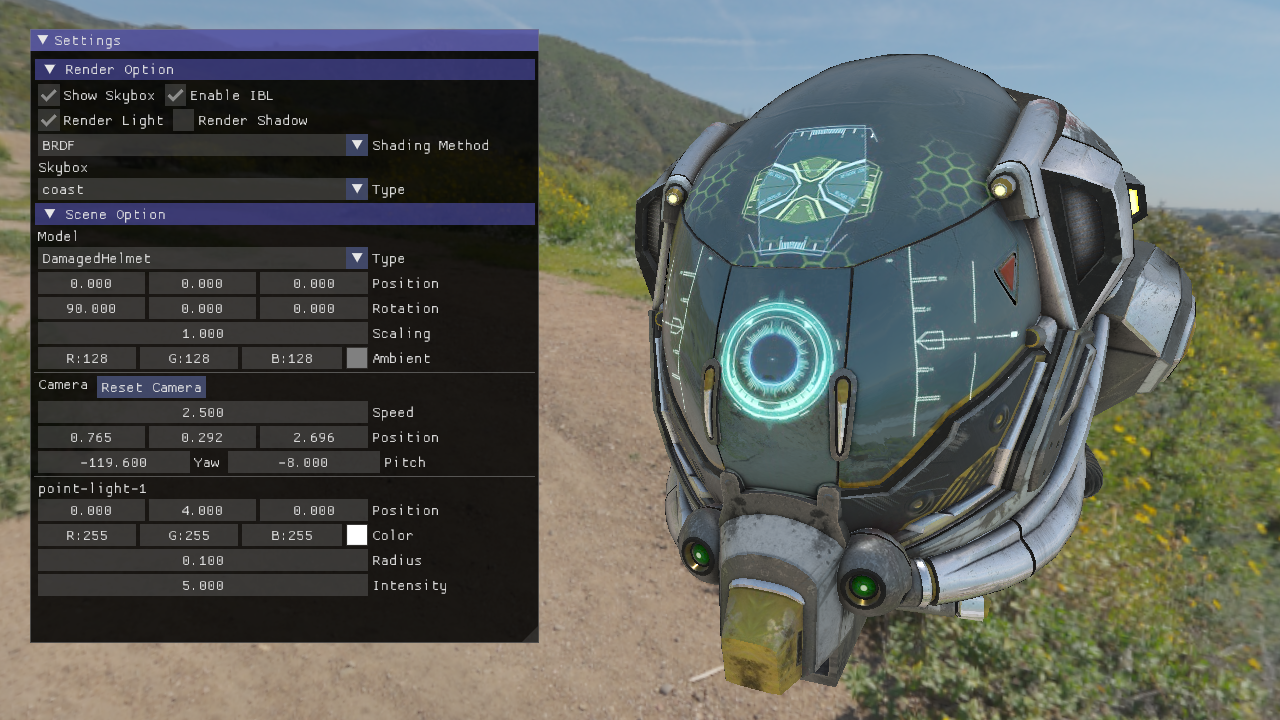 Settings
Render Option
Show Skybox Enable IBL
Render Light Render Shadow
BRDF Shading Method
Skybox
coast Type
Scene Option
Model
DamagedHelmet Type
0.000 0.000 0.000 Position
90.000 0.000 0.000 Rotation
1.000 Scaling
R:128 G:128 B:128 Ambient
Camera Reset Camera
2.500 Speed
0.765 0.292 2.696 Position
-119.600 Yaw -8.000 Pitch
point-light-1
0.000 4.000 0.000 Position
R:255 G:255 B:255 Color
0.100 Radius
5.000 Intensity